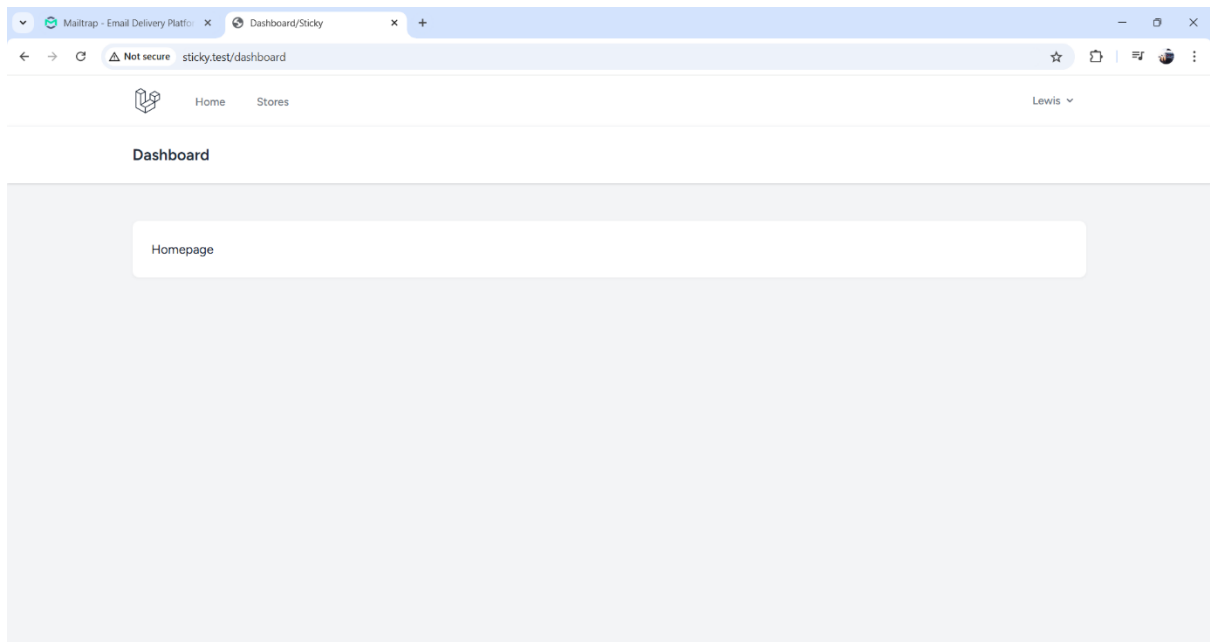 Mailtrap - Email Delivery Platfor
Dashboard/Sticky
Not secure sticky.test/dashboard
Home Stores Lewis
Dashboard
Homepage